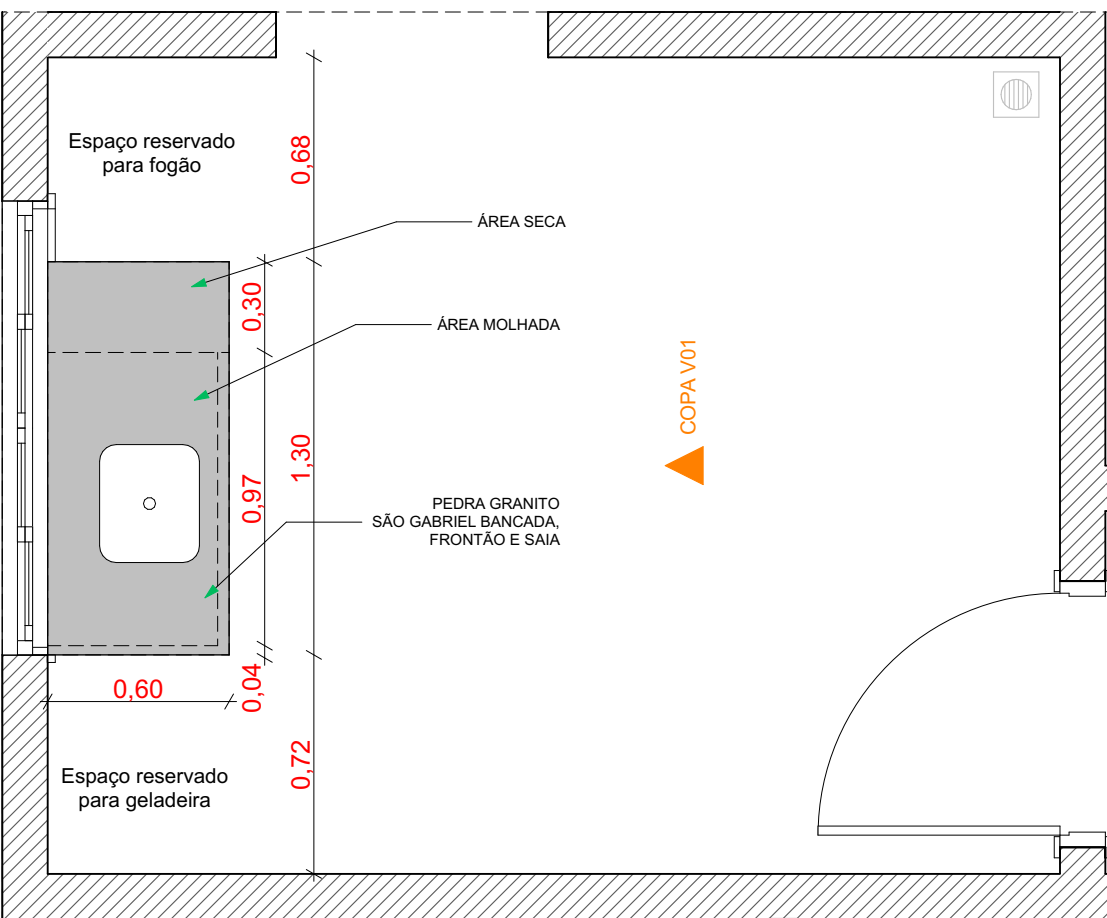 Espaço reservado
para fogão
0,68
ÁREA SECA
0,30
ÁREA MOLHADA
COPA V01
1,30
0,97
PEDRA GRANITO
SÃO GABRIEL BANCADA,
FRONTÃO E SAIA
0,60
0,04
0,72
Espaço reservado
para geladeira